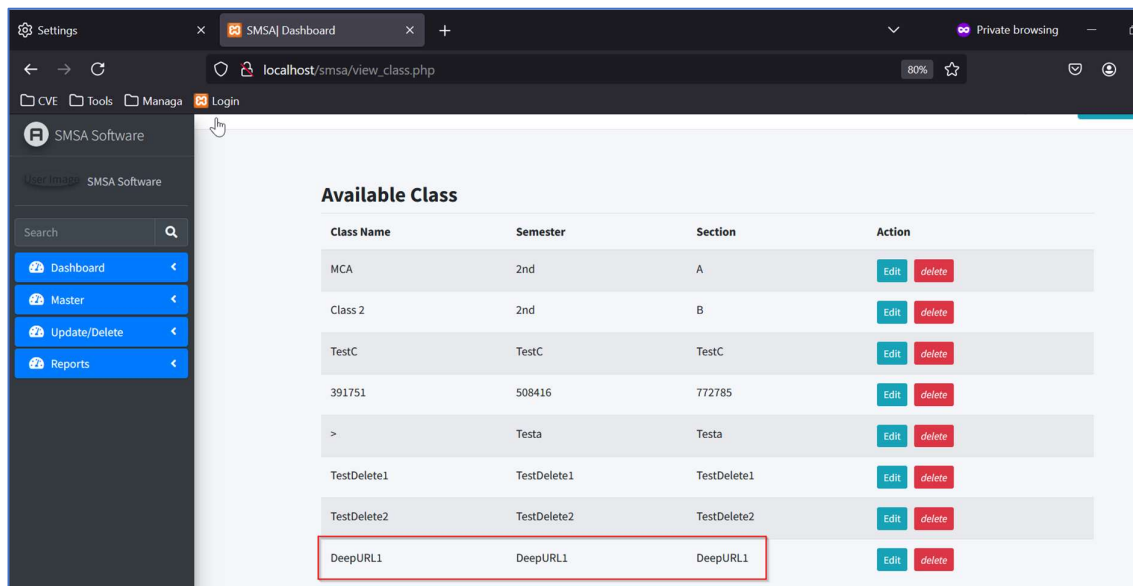 Settings
SMSA| Dashboard
Private browsing
localhost/smsa/view_class.php
80%
CVE Tools Managa Login
SMSA Software
User Image SMSA Software
Search
Dashboard
Master
Update/Delete
Reports
Available Class
Class Name Semester Section Action
MCA 2nd A Edit delete
Class 2 2nd B Edit delete
TestC TestC TestC Edit delete
391751 508416 772785 Edit delete
> Testa Testa Edit delete
TestDelete1 TestDelete1 TestDelete1 Edit delete
TestDelete2 TestDelete2 TestDelete2 Edit delete
DeepURL1 DeepURL1 DeepURL1 Edit delete